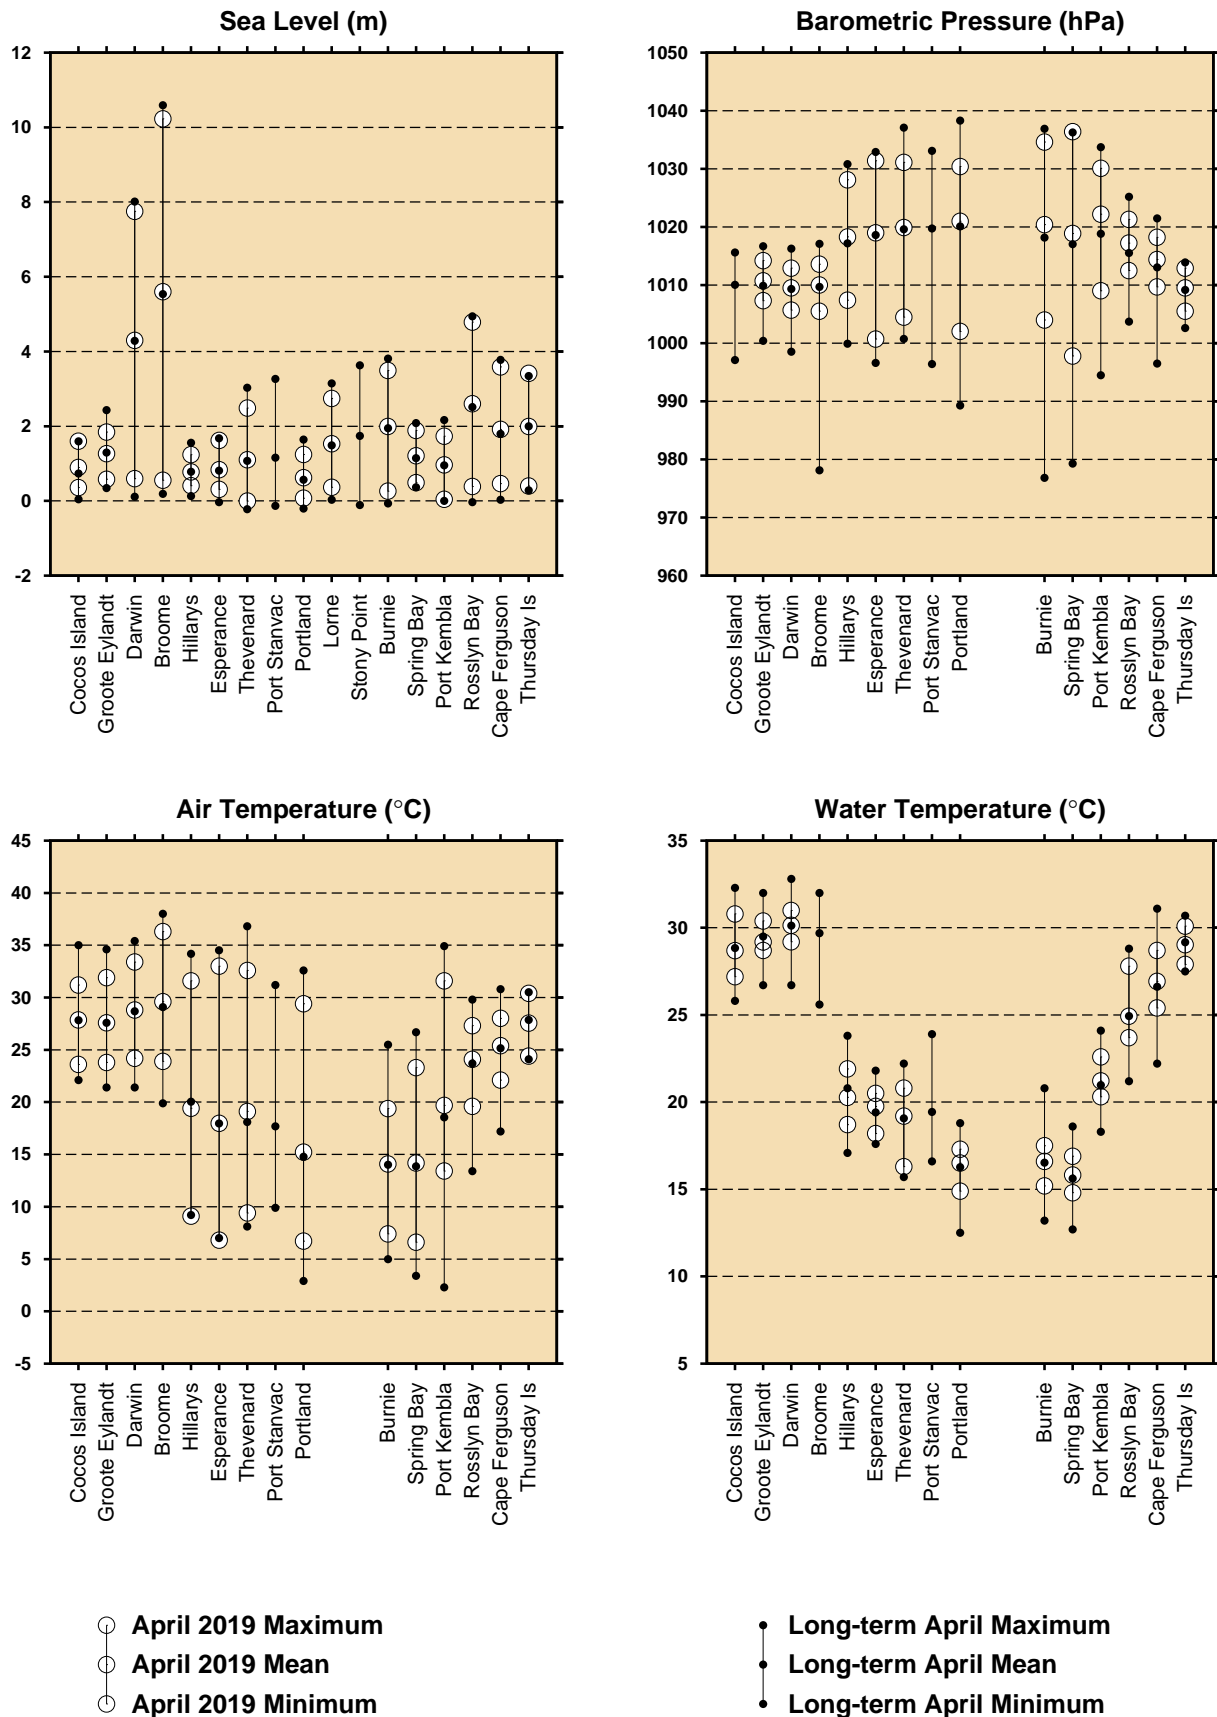 Sea Level (m)
12
10
8
6
4
2
0
-2
Cocos Island
Groote Eylandt
Darwin
Broome
Hillarys
Esperance
Thevenard
Port Stanvac
Portland
Lorne
Stony Point
Burnie
Spring Bay
Port Kembla
Rosslyn Bay
Cape Ferguson
Thursday Is
Barometric Pressure (hPa)
1050
1040
1030
1020
1010
1000
990
980
970
960
Cocos Island
Groote Eylandt
Darwin
Broome
Hillarys
Esperance
Thevenard
Port Stanvac
Portland
Burnie
Spring Bay
Port Kembla
Rosslyn Bay
Cape Ferguson
Thursday Is
Air Temperature (°C)
45
40
35
30
25
20
15
10
5
0
-5
Cocos Island
Groote Eylandt
Darwin
Broome
Hillarys
Esperance
Thevenard
Port Stanvac
Portland
Burnie
Spring Bay
Port Kembla
Rosslyn Bay
Cape Ferguson
Thursday Is
Water Temperature (°C)
35
30
25
20
15
10
5
Cocos Island
Groote Eylandt
Darwin
Broome
Hillarys
Esperance
Thevenard
Port Stanvac
Portland
Burnie
Spring Bay
Port Kembla
Rosslyn Bay
Cape Ferguson
Thursday Is
April 2019 Maximum
April 2019 Mean
April 2019 Minimum
Long-term April Maximum
Long-term April Mean
Long-term April Minimum